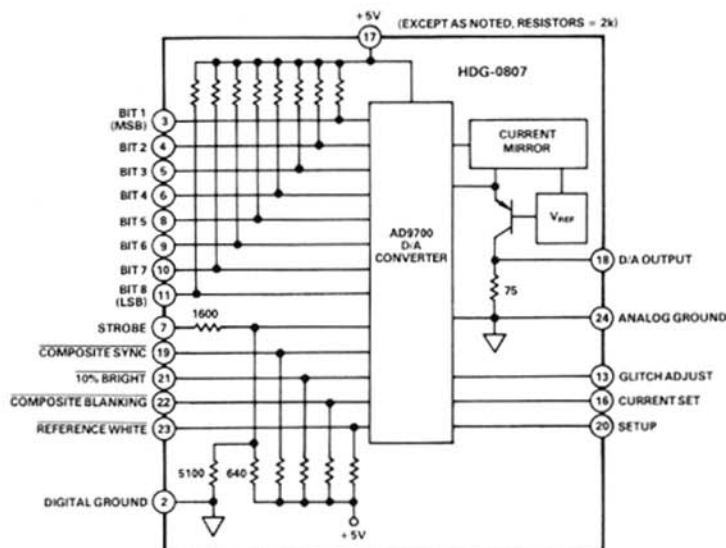 +5V
17
(EXCEPT AS NOTED, RESISTORS = 2k)
HDG-0807
BIT 1
(MSB)
3
BIT 2
4
BIT 3
5
BIT 4
6
BIT 5
8
BIT 6
9
BIT 7
10
BIT 8
(LSB)
11
STROBE
7
1600
COMPOSITE SYNC
19
10% BRIGHT
21
COMPOSITE BLANKING
22
REFERENCE WHITE
23
5100
640
DIGITAL GROUND
2
+5V
AD9700
D/A
CONVERTER
CURRENT
MIRROR
VREF
18
D/A OUTPUT
75
24
ANALOG GROUND
13
GLITCH ADJUST
16
CURRENT SET
20
SETUP